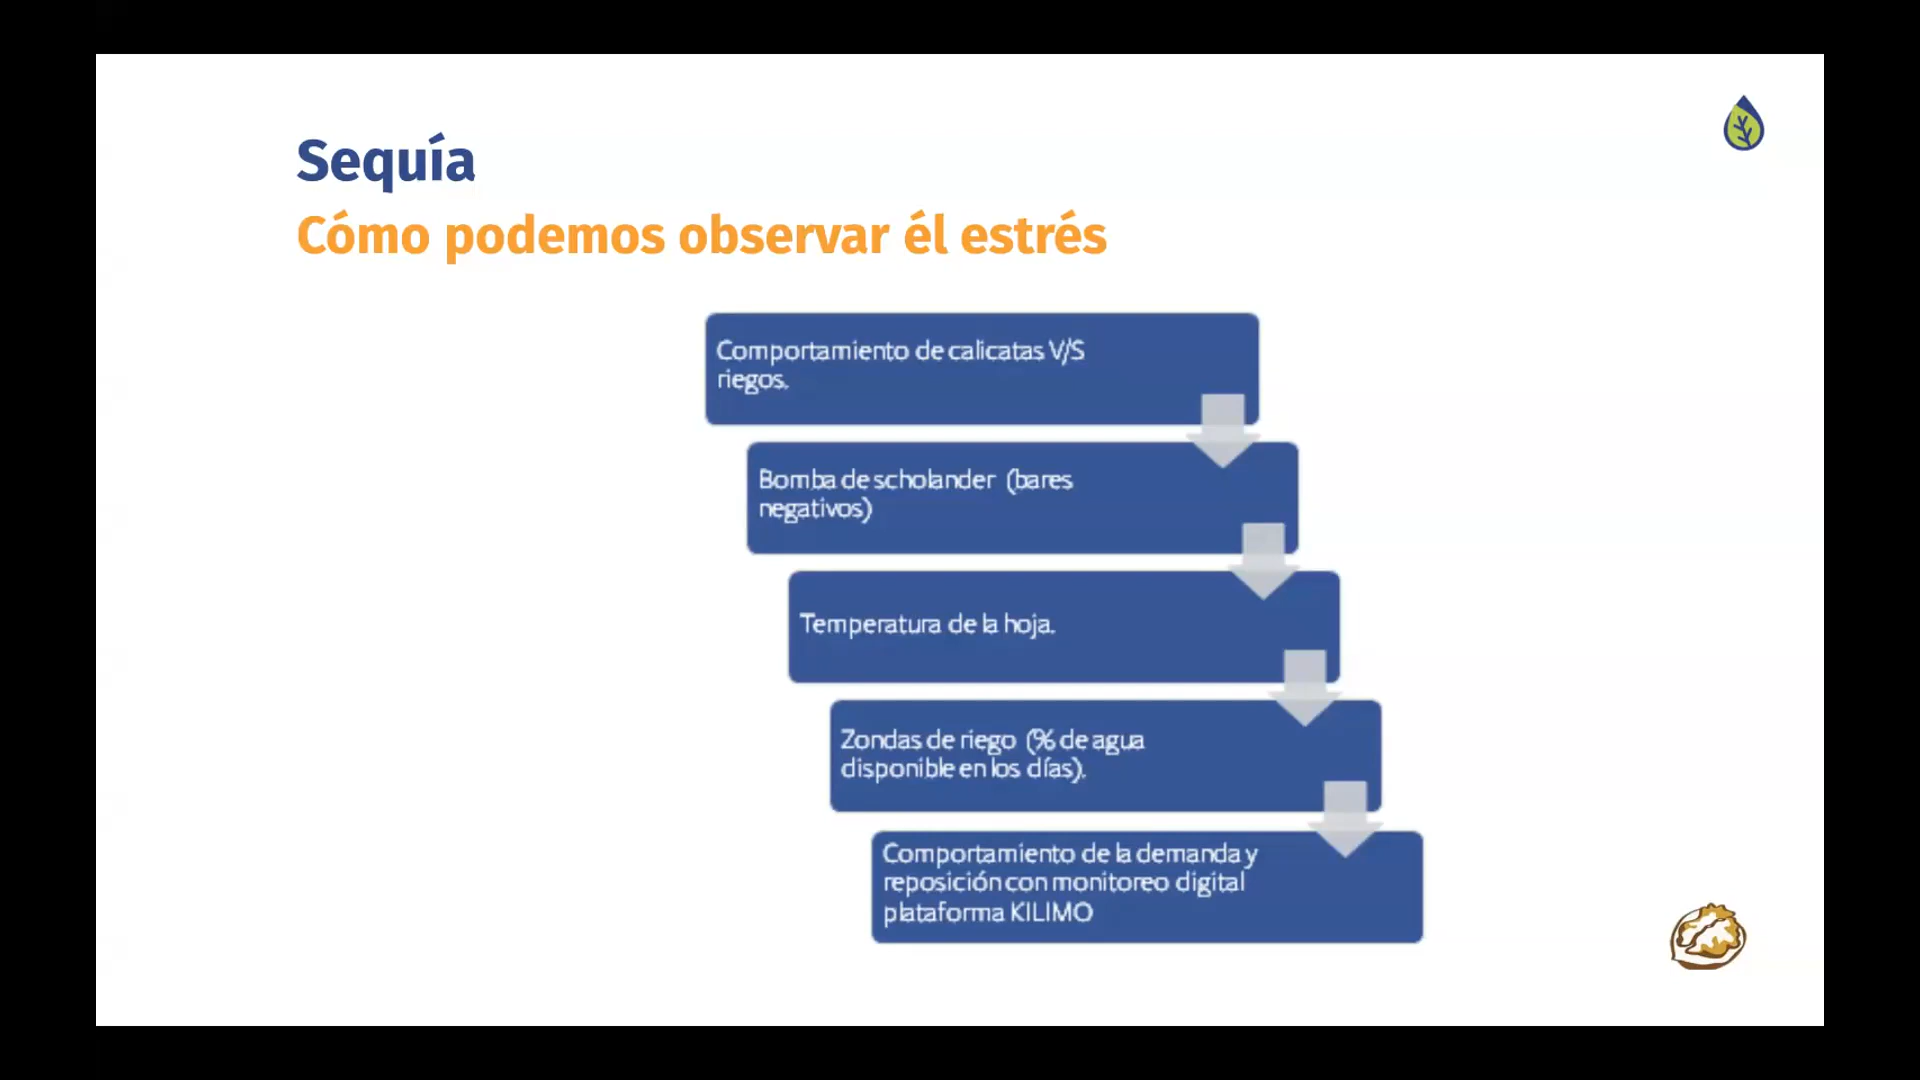 Sequía
Cómo podemos observar él estrés
Comportamiento de calicatas V/S
riegos.
Bomba de scholander (bares
negativos)
Temperatura de la hoja.
Zondas de riego (% de agua
disponible en los días).
Comportamiento de la demanda y
reposición con monitoreo digital
plataforma KILIMO